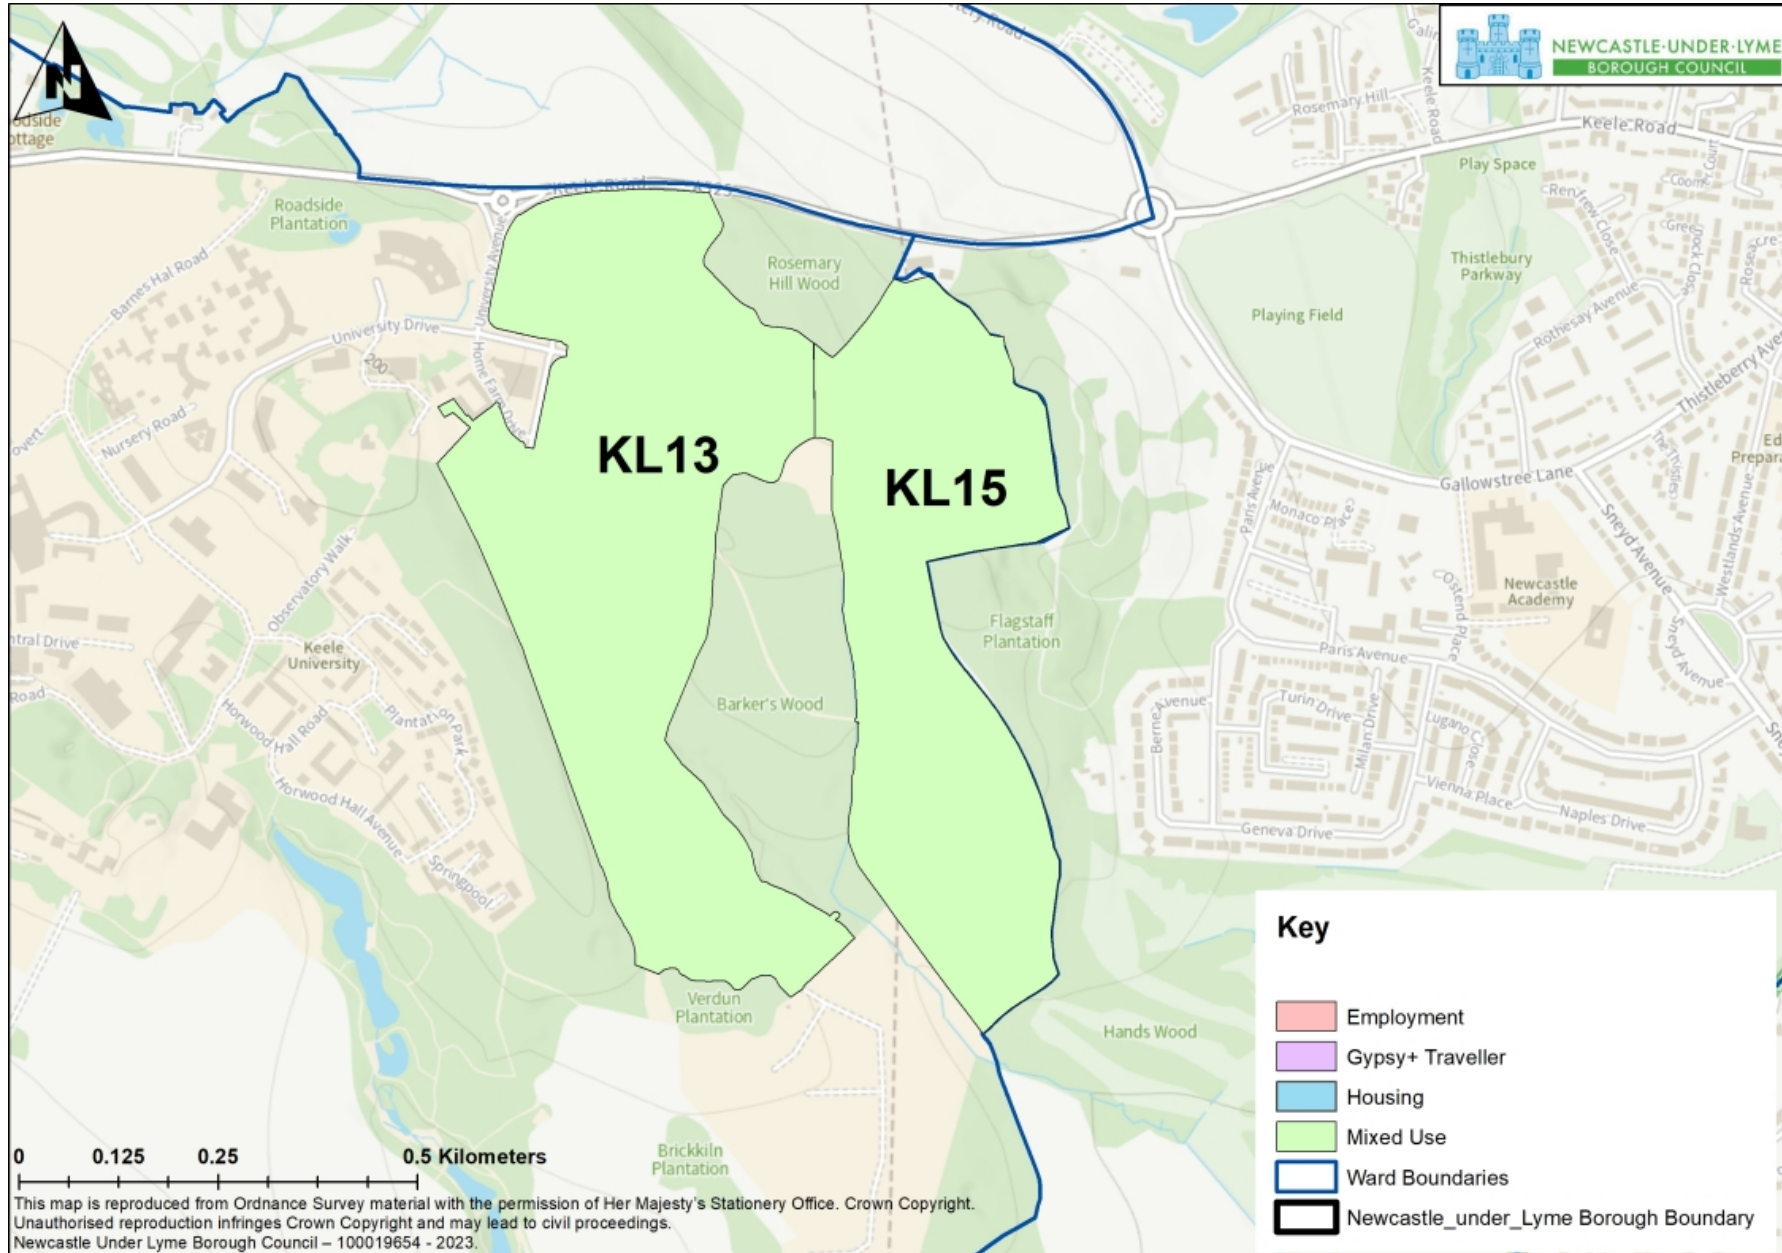 N
NEWCASTLE·UNDER·LYME
BOROUGH COUNCIL
Keele Road
Rosemary Hill
Keele Road
Keele Road
A525
Play Space
Roadside
Plantation
Rosemary
Hill Wood
Renfrew Close
Thistlebury
Parkway
Barnes Hal Road
University Avenue
University Drive
Playing Field
Rothesay Avenue
200
Home Farm Drive
Nursery Road
KL13
KL15
Gallowstree Lane
Paris Avenue
Monaco Place
Sneyd Avenue
Westlands Avenue
Observatory Walk
Newcastle
Academy
Ostend Place
Flagstaff
Plantation
Keele
University
Paris Avenue
Sneyd Avenue
Horwood Hall Road
Plantation Park
Barker's Wood
Berne Avenue
Turin Drive
Milan Drive
Lugano Close
Vienna Place
Naples Drive
Geneva Drive
Horwood Hall Avenue
Springpool
Verdun
Plantation
Hands Wood
Brickkiln
Plantation
Key
Employment
Gypsy+ Traveller
Housing
Mixed Use
Ward Boundaries
Newcastle_under_Lyme Borough Boundary
0 0.125 0.25 0.5 Kilometers
This map is reproduced from Ordnance Survey material with the permission of Her Majesty's Stationery Office. Crown Copyright.
Unauthorised reproduction infringes Crown Copyright and may lead to civil proceedings.
Newcastle Under Lyme Borough Council – 100019654 - 2023.